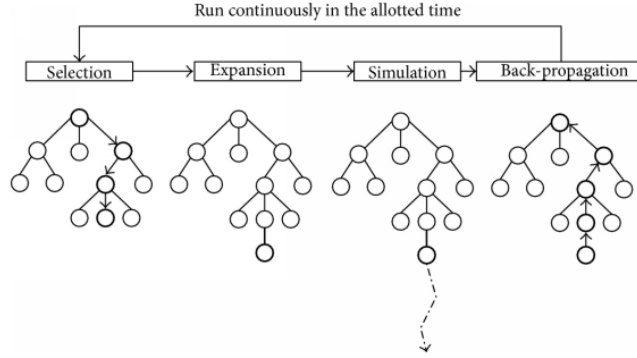 Run continuously in the allotted time
Selection
Expansion
Simulation
Back-propagation